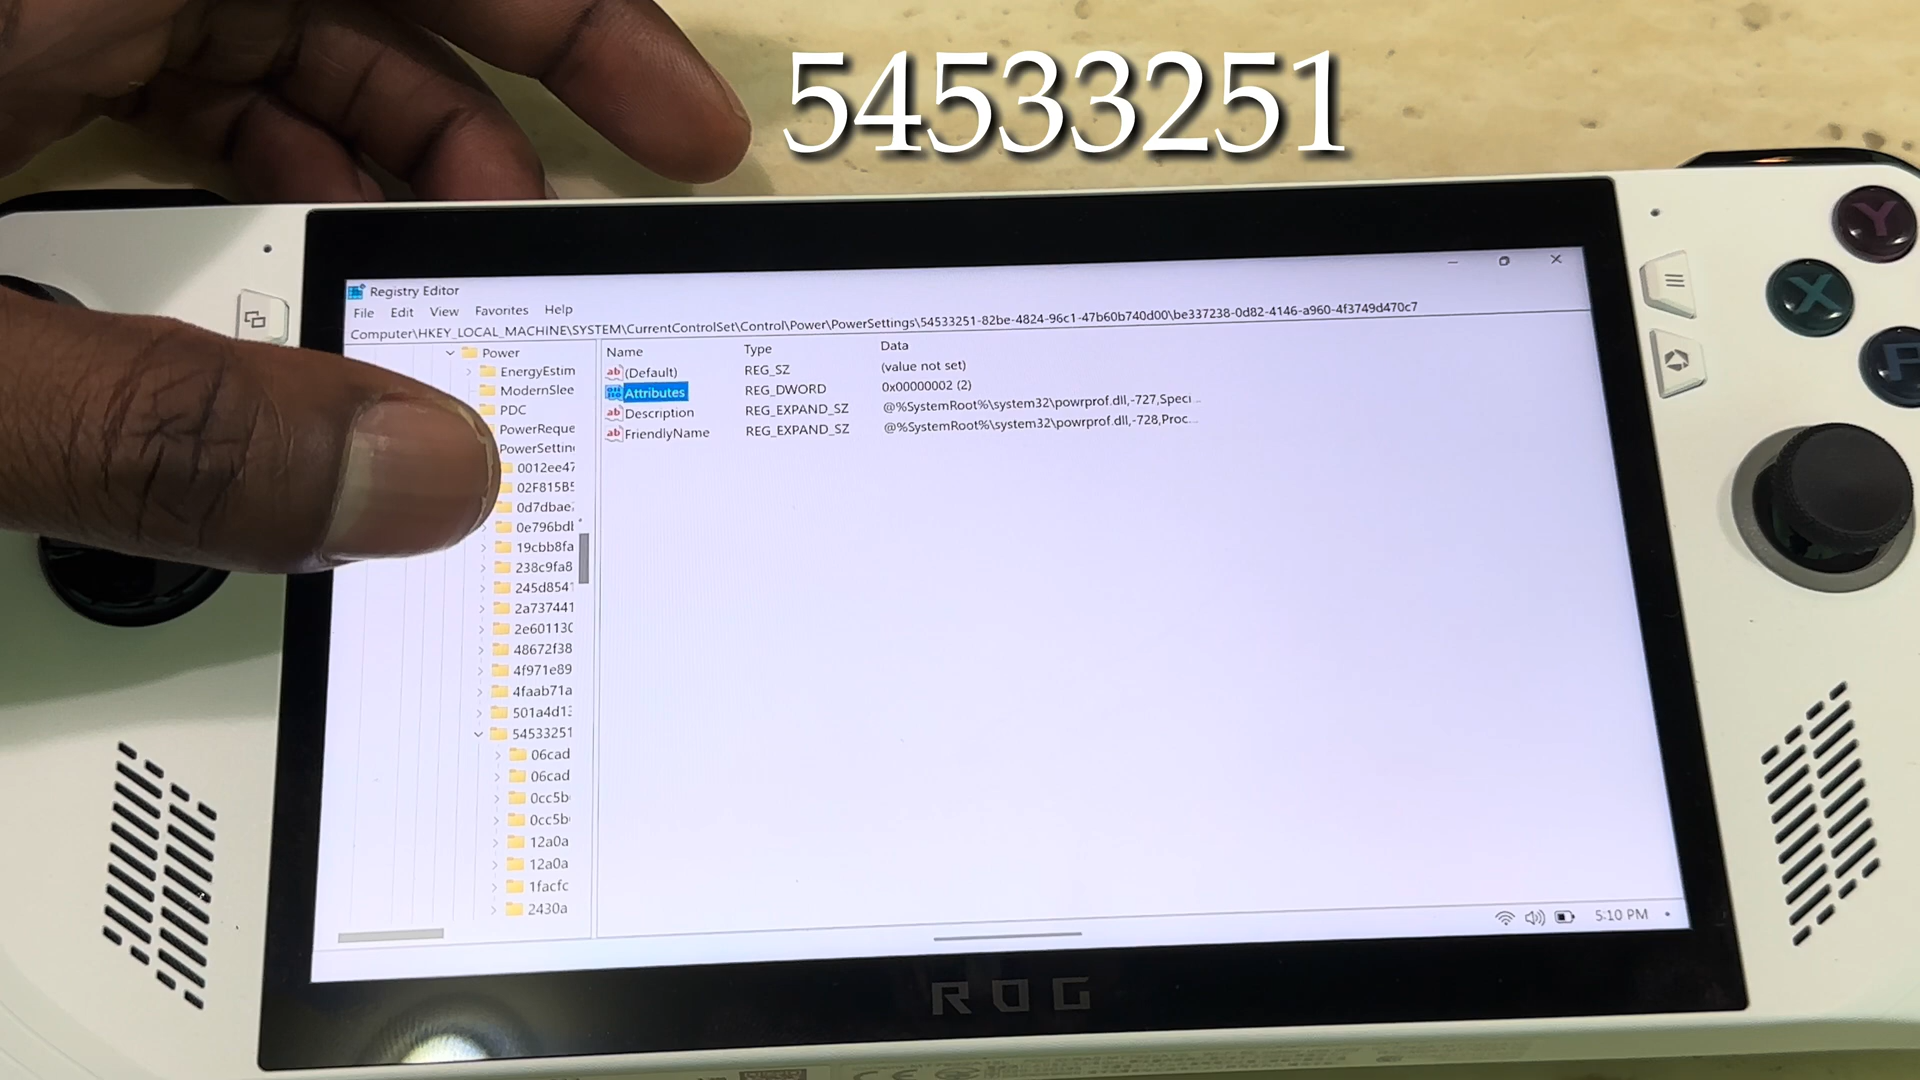 54533251
Y
X
Registry Editor
File Edit View Favorites Help
Computer\HKEY_LOCAL_MACHINE\SYSTEM\CurrentControlSet\Control\Power\PowerSettings\54533251-82be-4824-96c1-47b60b740d00\be337238-0d82-4146-a960-4f3749d470c7
Power
EnergyEstim
ModernSlee
PDC
PowerReque
PowerSettin
0012ee47
02F815B5
0d7dbae
0e796bdl
19cbb8fa
238c9fa8
245d8541
2a737441
2e601130
48672f38
4f971e89
4faab71a
501a4d13
54533251
06cad
06cad
0cc5b
0cc5b
12a0a
12a0a
1facfc
2430a
Name Type Data
(Default) REG_SZ (value not set)
Attributes REG_DWORD 0x00000002 (2)
Description REG_EXPAND_SZ @%SystemRoot%\system32\powrprof.dll,-727,Speci...
FriendlyName REG_EXPAND_SZ @%SystemRoot%\system32\powrprof.dll,-728,Proc...
5:10 PM
ROG
CE